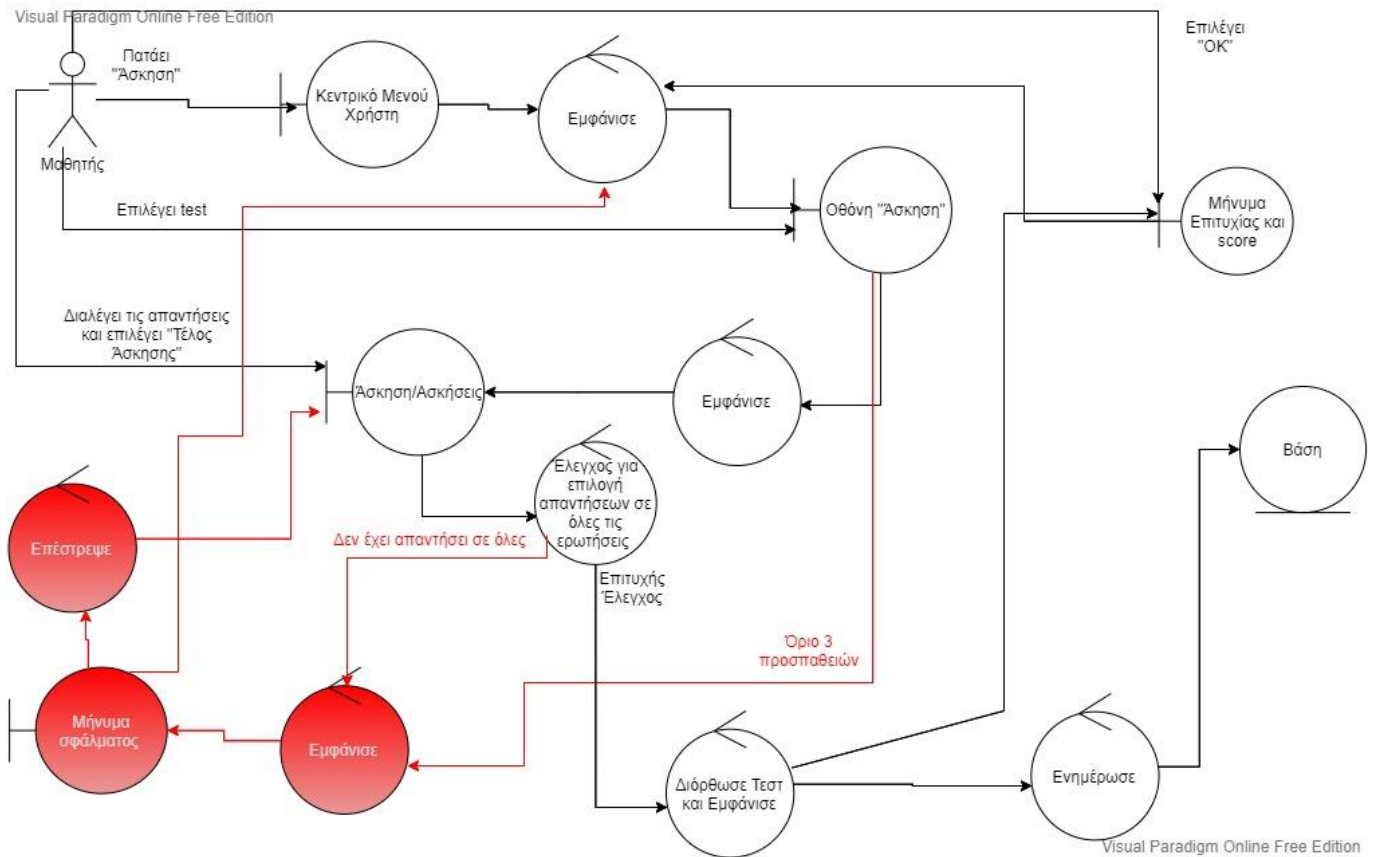 Visual Paradigm Online Free Edition
Επιλέγει
"ΟΚ"
Πατάει
"Άσκηση"
Κεντρικό Μενού
Χρήστη
Εμφάνισε
Μαθητής
Επιλέγει test
Οθόνη "Άσκηση"
Μήνυμα
Επιτυχίας και
score
Διαλέγει τις απαντήσεις
και επιλέγει "Τέλος
Άσκησης"
Άσκηση/Ασκήσεις
Εμφάνισε
Βάση
Έλεγχος για
επιλογή
απαντήσεων σε
όλες τις
ερωτήσεις
Επέστρεψε
Δεν έχει απαντήσει σε όλες
Επιτυχής
Έλεγχος
Όριο 3
προσπαθειών
Μήνυμα
σφάλματος
Εμφάνισε
Διόρθωσε Τεστ
και Εμφάνισε
Ενημέρωσε
Visual Paradigm Online Free Edition